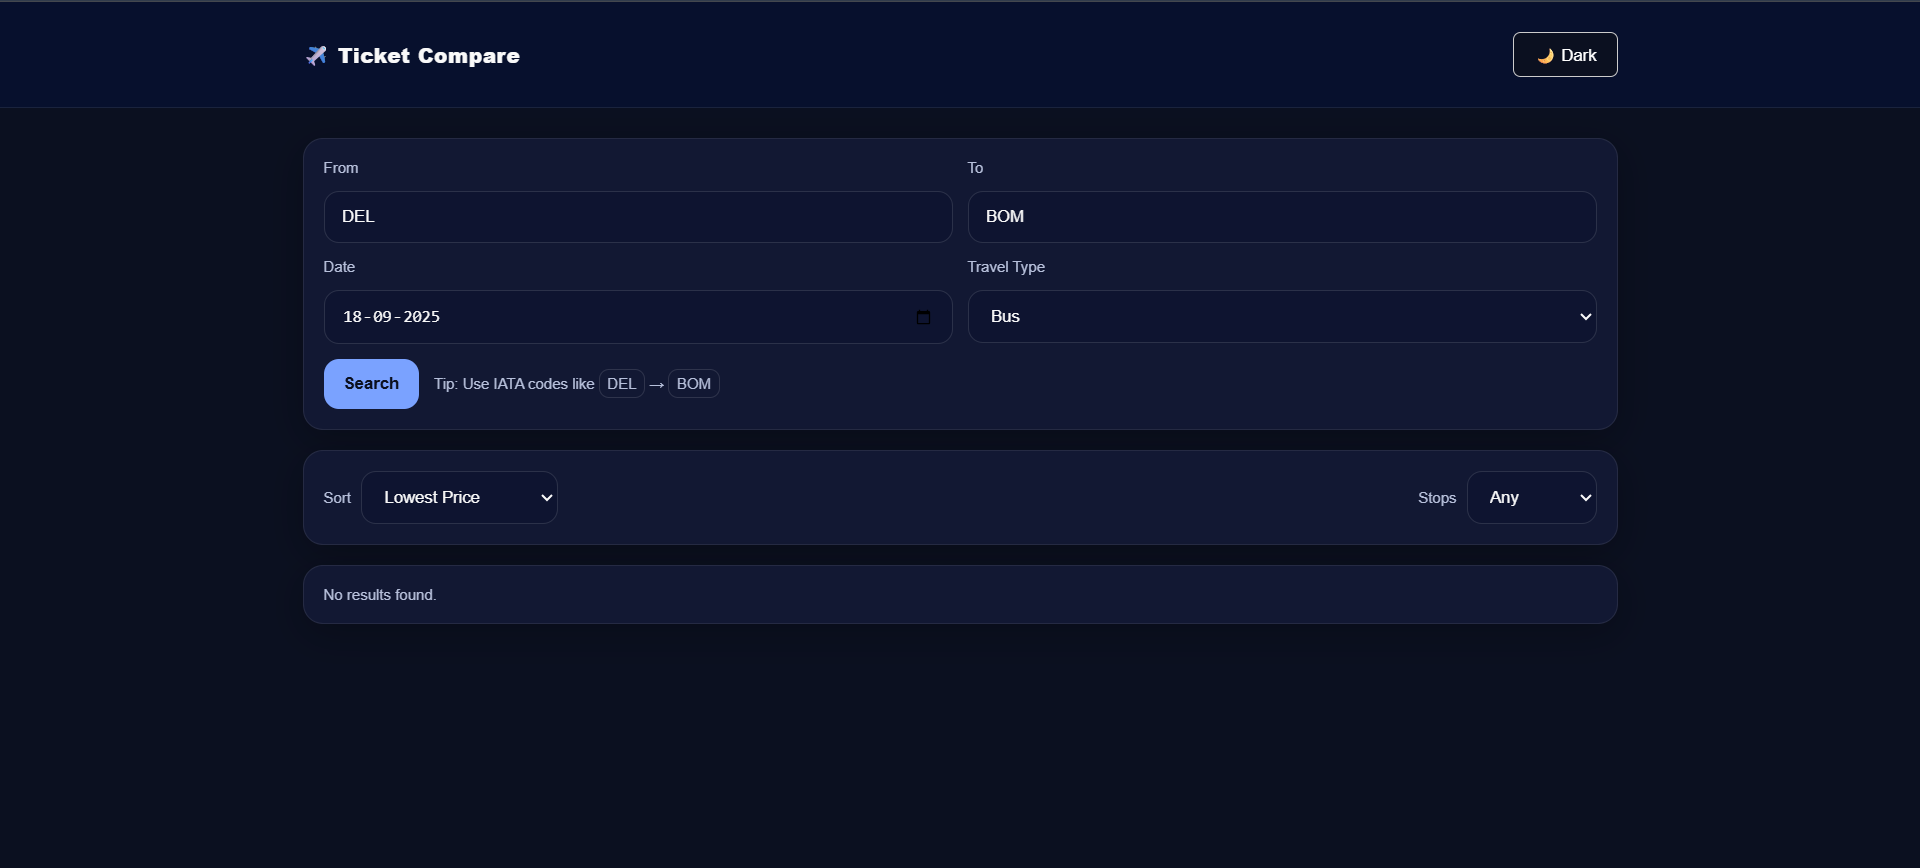 Ticket Compare
Dark
From
To
DEL
BOM
Date
Travel Type
18-09-2025
Bus
Search
Tip: Use IATA codes like DEL → BOM
Sort
Lowest Price
Stops
Any
No results found.